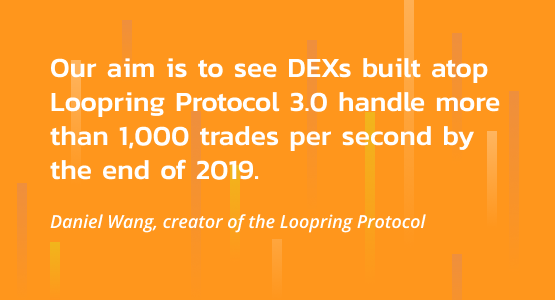 Our aim is to see DEXs built atop
Loopring Protocol 3.0 handle more
than 1,000 trades per second by
the end of 2019.
Daniel Wang, creator of the Loopring Protocol